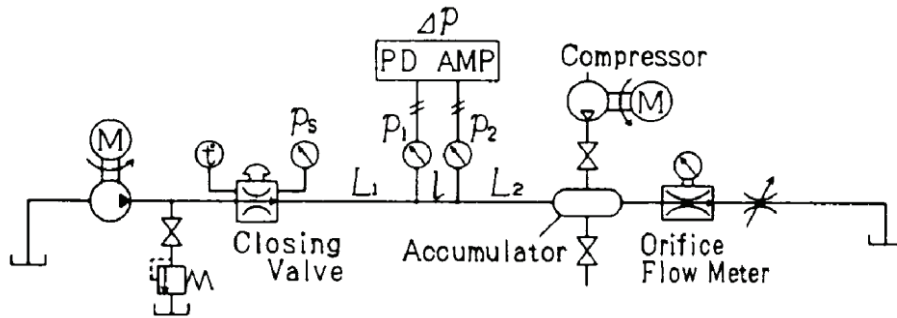 Δp
PD AMP
Compressor
M
M
t
ps
p1
p2
L1
l
L2
Closing
Valve
Accumulator
Orifice
Flow Meter